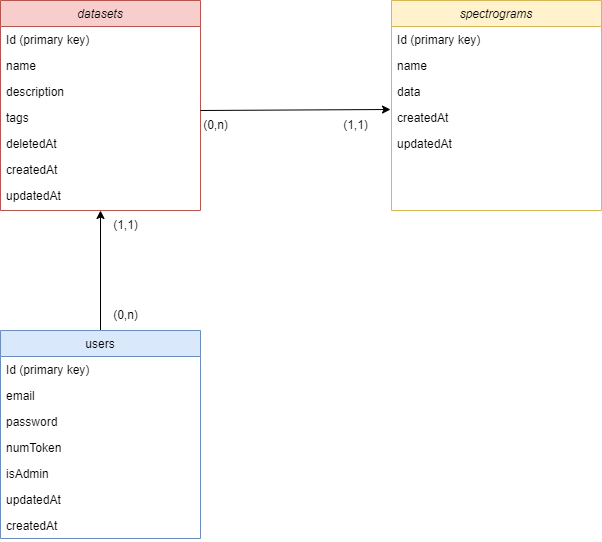 datasets
Id (primary key)
name
description
tags
deletedAt
createdAt
updatedAt
spectrograms
Id (primary key)
name
data
createdAt
updatedAt
(0,n)
(1,1)
(1,1)
(0,n)
users
Id (primary key)
email
password
numToken
isAdmin
updatedAt
createdAt